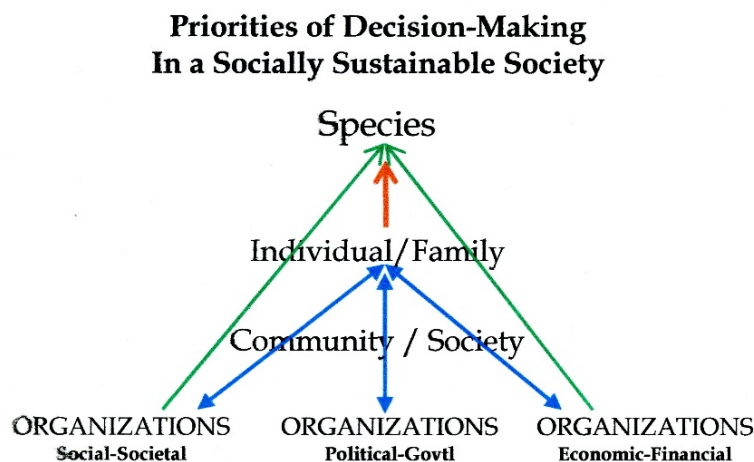 Priorities of Decision-Making
In a Socially Sustainable Society
Species
Individual/Family
Community / Society
ORGANIZATIONS ORGANIZATIONS ORGANIZATIONS
Social-Societal Political-Govtl Economic-Financial